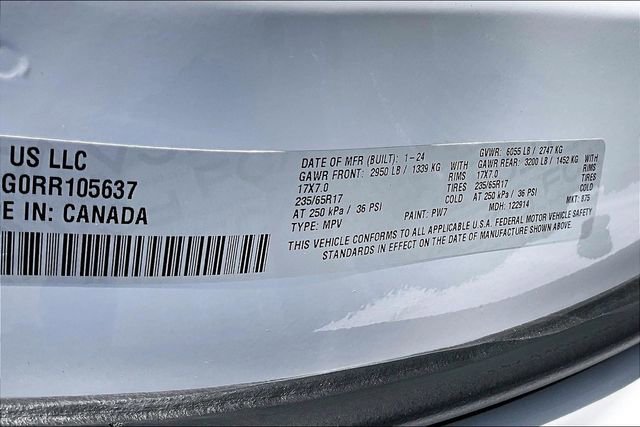 US LLC
G0RR105637
E IN: CANADA
DATE OF MFR (BUILT): 1-24 GVWR: 6055 LB / 2747 KG
GAWR FRONT: 2950 LB / 1339 KG WITH GAWR REAR: 3200 LB / 1452 KG WITH
17X7.0 RIMS 17X7.0 RIMS
235/65R17 TIRES 235/65R17 TIRES
AT 250 kPa / 36 PSI COLD AT 250 kPa / 36 PSI COLD
TYPE: MPV PAINT: PW7 MDH: 122914 MKT: 875
THIS VEHICLE CONFORMS TO ALL APPLICABLE U.S.A. FEDERAL MOTOR VEHICLE SAFETY
STANDARDS IN EFFECT ON THE DATE OF MANUFACTURE SHOWN ABOVE.